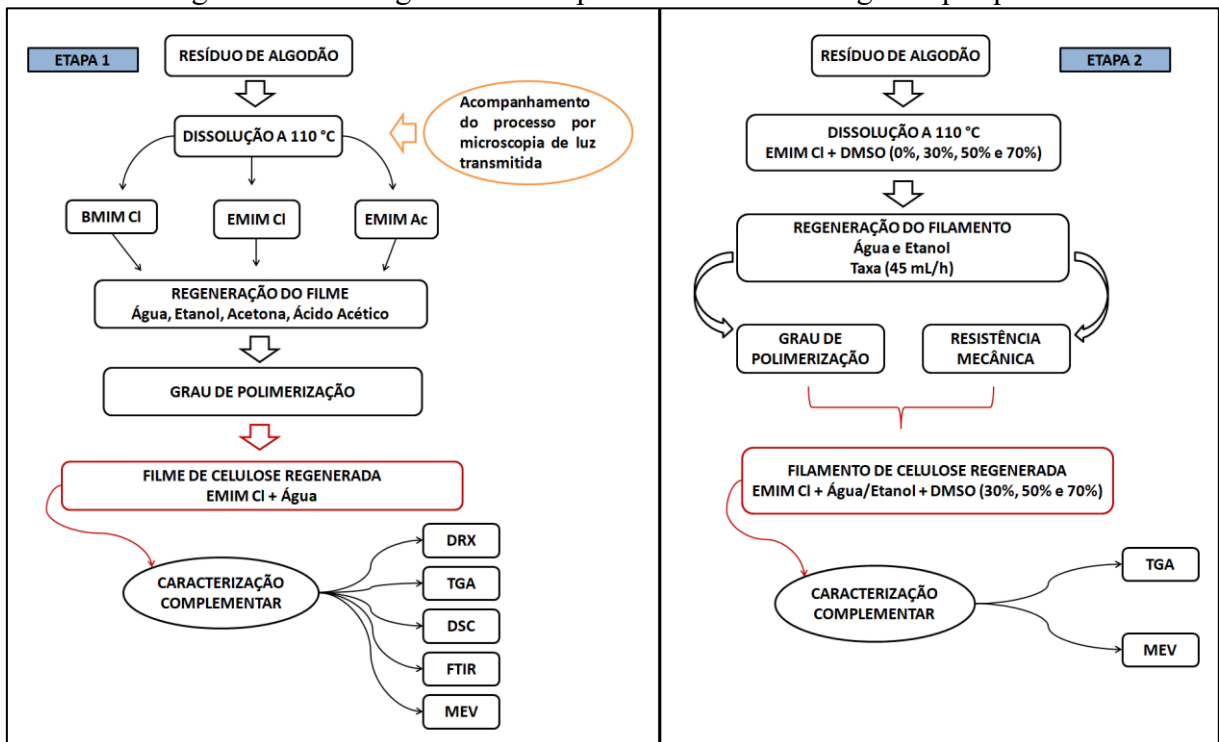 ETAPA 1
RESÍDUO DE ALGODÃO
DISSOLUÇÃO A 110 °C
Acompanhamento
do processo por
microscopia de luz
transmitida
BMIM Cl
EMIM Cl
EMIM Ac
REGENERAÇÃO DO FILME
Água, Etanol, Acetona, Ácido Acético
GRAU DE POLIMERIZAÇÃO
FILME DE CELULOSE REGENERADA
EMIM Cl + Água
CARACTERIZAÇÃO
COMPLEMENTAR
DRX
TGA
DSC
FTIR
MEV
ETAPA 2
RESÍDUO DE ALGODÃO
DISSOLUÇÃO A 110 °C
EMIM Cl + DMSO (0%, 30%, 50% e 70%)
REGENERAÇÃO DO FILAMENTO
Água e Etanol
Taxa (45 mL/h)
GRAU DE
POLIMERIZAÇÃO
RESISTÊNCIA
MECÂNICA
FILAMENTO DE CELULOSE REGENERADA
EMIM Cl + Água/Etanol + DMSO (30%, 50% e 70%)
CARACTERIZAÇÃO
COMPLEMENTAR
TGA
MEV